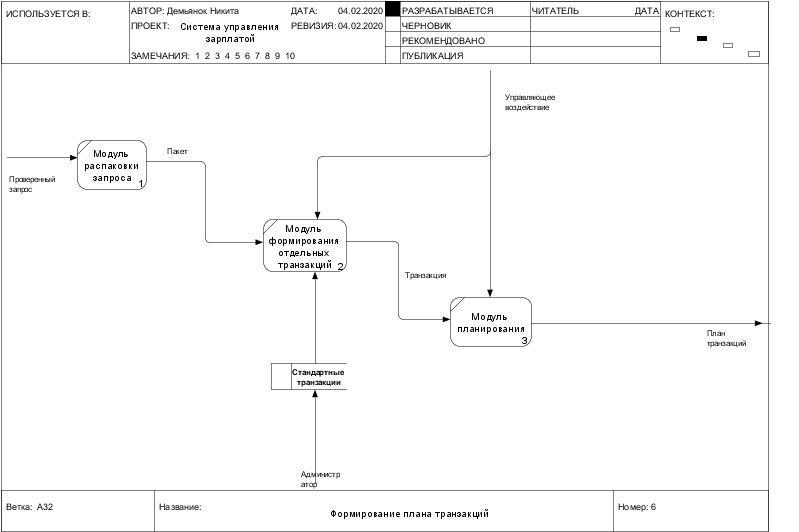 ИСПОЛЬЗУЕТСЯ В:
АВТОР: Демьянок Никита
ДАТА: 04.02.2020
ПРОЕКТ: Система управления
зарплатой
РЕВИЗИЯ: 04.02.2020
ЗАМЕЧАНИЯ: 1 2 3 4 5 6 7 8 9 10
РАЗРАБАТЫВАЕТСЯ
ЧЕРНОВИК
РЕКОМЕНДОВАНО
ПУБЛИКАЦИЯ
ЧИТАТЕЛЬ ДАТА
КОНТЕКСТ:
Управляющее
воздействие
Проверенный
запрос
Модуль
распаковки
запроса
1
Пакет
Модуль
формирования
отдельных
транзакций
2
Транзакция
Модуль
планирования
3
План
транзакций
Стандартные
транзакции
Администр
атор
Ветка: А32
Название:
Формирование плана транзакций
Номер: 6